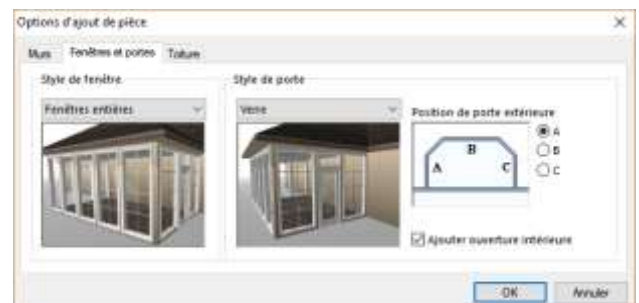 Options d'ajout de pièce
Murs Fenêtres et portes Toiture
Style de fenêtre
Style de porte
Fenêtres entières
Verre
Position de porte extérieure
A
B
C
A
B
C
Ajouter ouverture intérieure
OK
Annuler